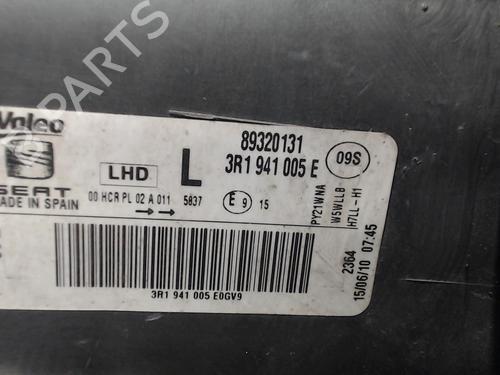 Valeo
SEAT
MADE IN SPAIN
LHD
L
89320131
3R1 941 005 E
09S
00 HCR PL 02 A 011
5837
E 9 15
PY21WNA
W5WLLB
H7LL-H1
2364
15/06/10 07:45
3R1 941 005 E0GV9
B-PARTS